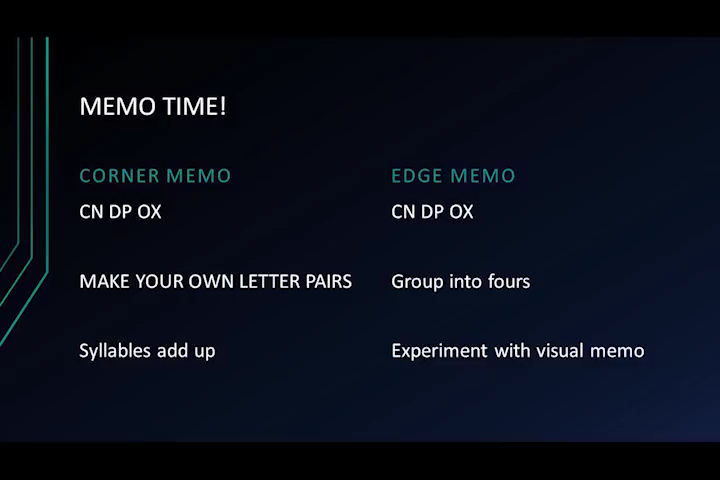 MEMO TIME!
CORNER MEMO
CN DP OX
MAKE YOUR OWN LETTER PAIRS
Syllables add up
EDGE MEMO
CN DP OX
Group into fours
Experiment with visual memo